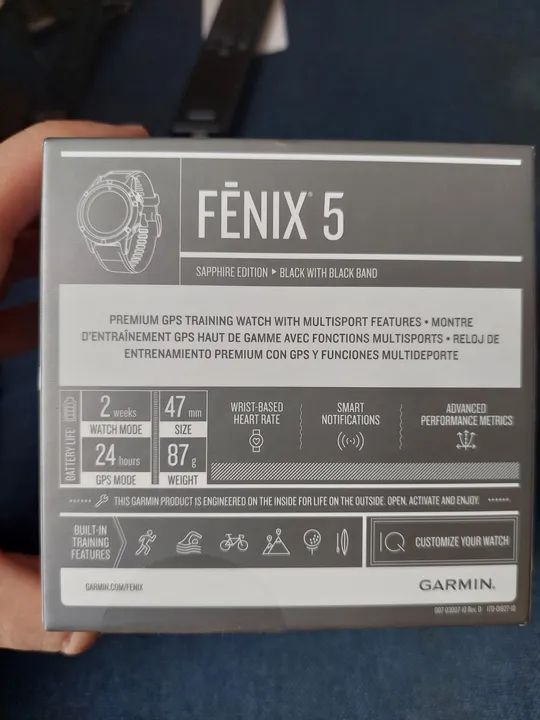 FĒNIX® 5
SAPPHIRE EDITION ▸ BLACK WITH BLACK BAND
PREMIUM GPS TRAINING WATCH WITH MULTISPORT FEATURES • MONTRE
D'ENTRAÎNEMENT GPS HAUT DE GAMME AVEC FONCTIONS MULTISPORTS • RELOJ DE
ENTRENAMIENTO PREMIUM CON GPS Y FUNCIONES MULTIDEPORTE
BATTERY LIFE
2 weeks
WATCH MODE
24 hours
GPS MODE
47 mm
SIZE
87 g
WEIGHT
WRIST-BASED
HEART RATE
SMART
NOTIFICATIONS
ADVANCED
PERFORMANCE METRICS
THIS GARMIN PRODUCT IS ENGINEERED ON THE INSIDE FOR LIFE ON THE OUTSIDE. OPEN, ACTIVATE AND ENJOY.
BUILT-IN
TRAINING
FEATURES
IQ CUSTOMIZE YOUR WATCH
GARMIN.COM/FENIX
GARMIN.